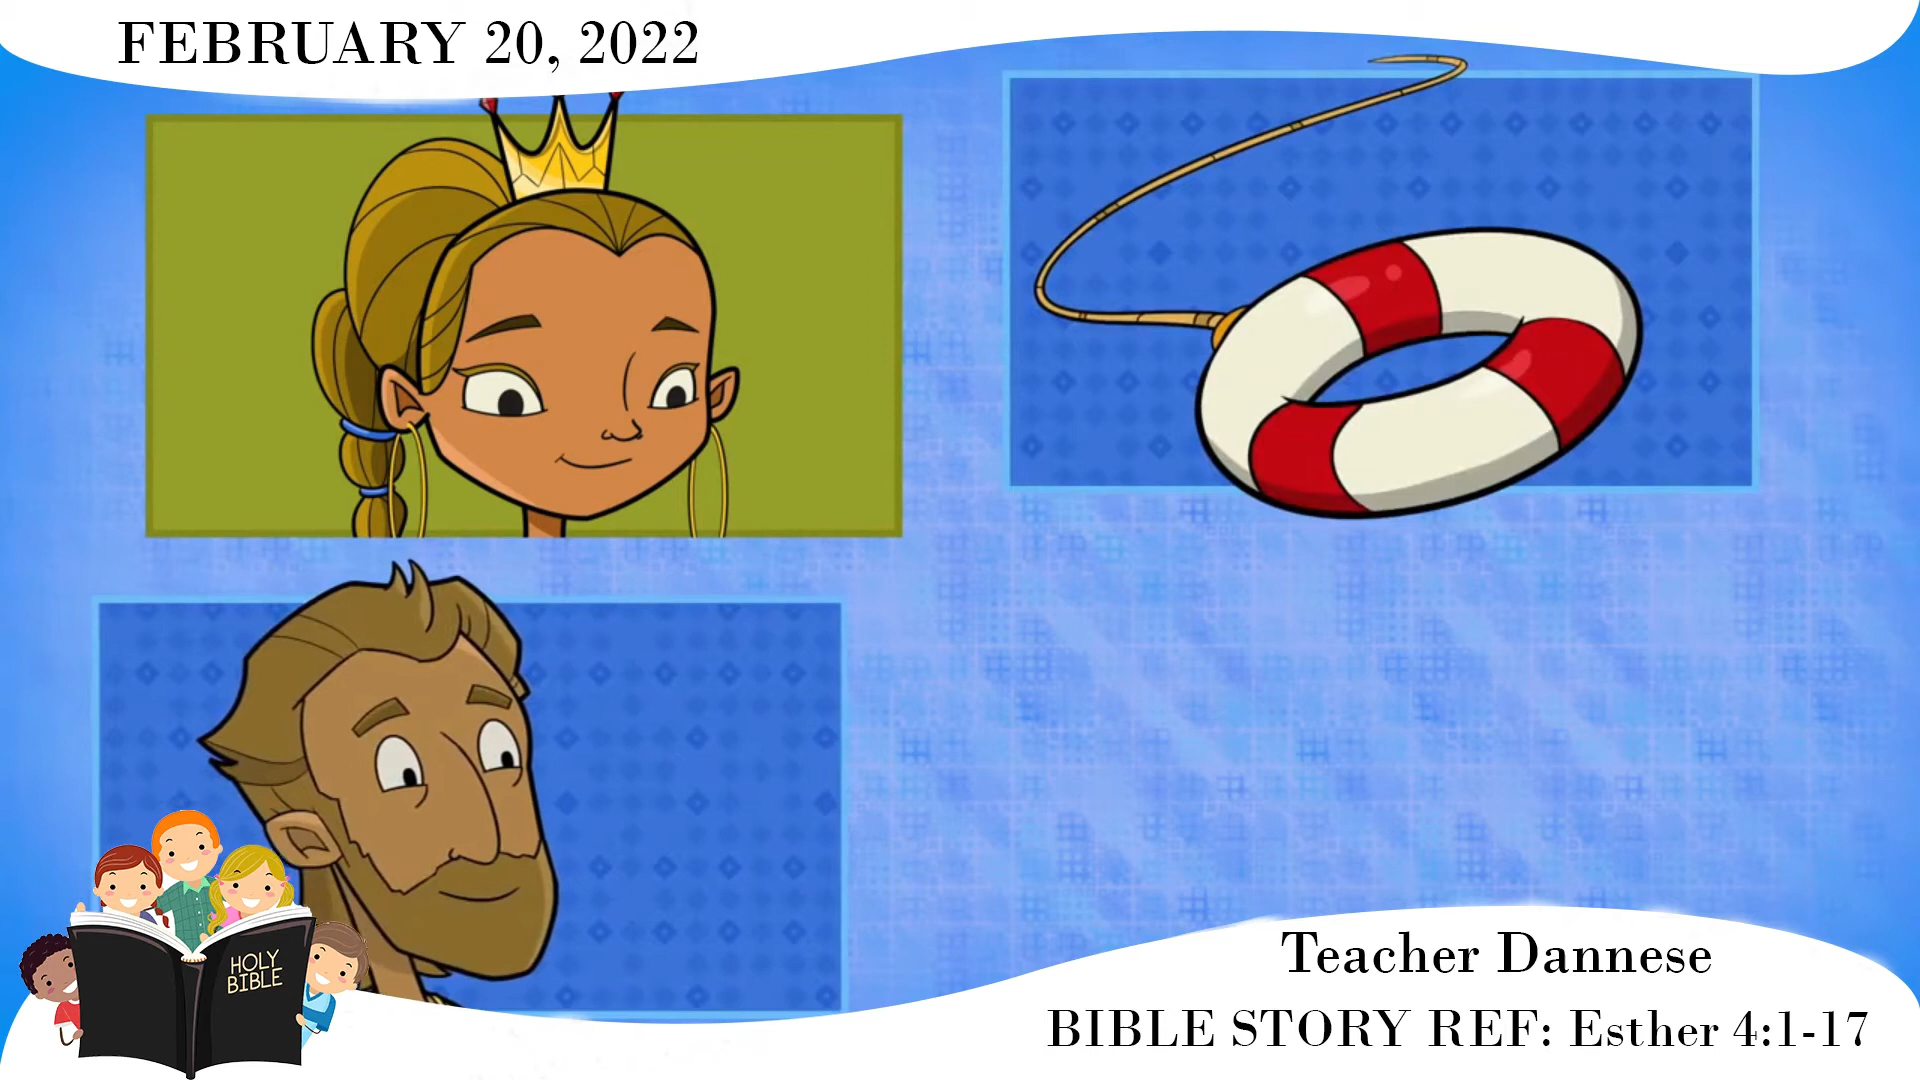 FEBRUARY 20, 2022
HOLY
BIBLE
Teacher Dannese
BIBLE STORY REF: Esther 4:1-17